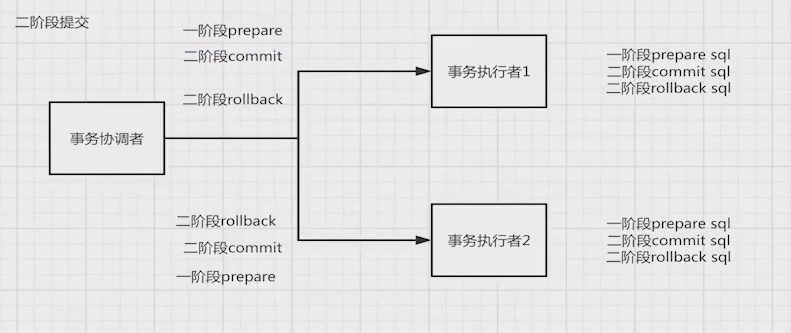 二阶段提交
一阶段prepare
二阶段commit
二阶段rollback
事务协调者
事务执行者1
一阶段prepare sql
二阶段commit sql
二阶段rollback sql
二阶段rollback
二阶段commit
一阶段prepare
事务执行者2
一阶段prepare sql
二阶段commit sql
二阶段rollback sql